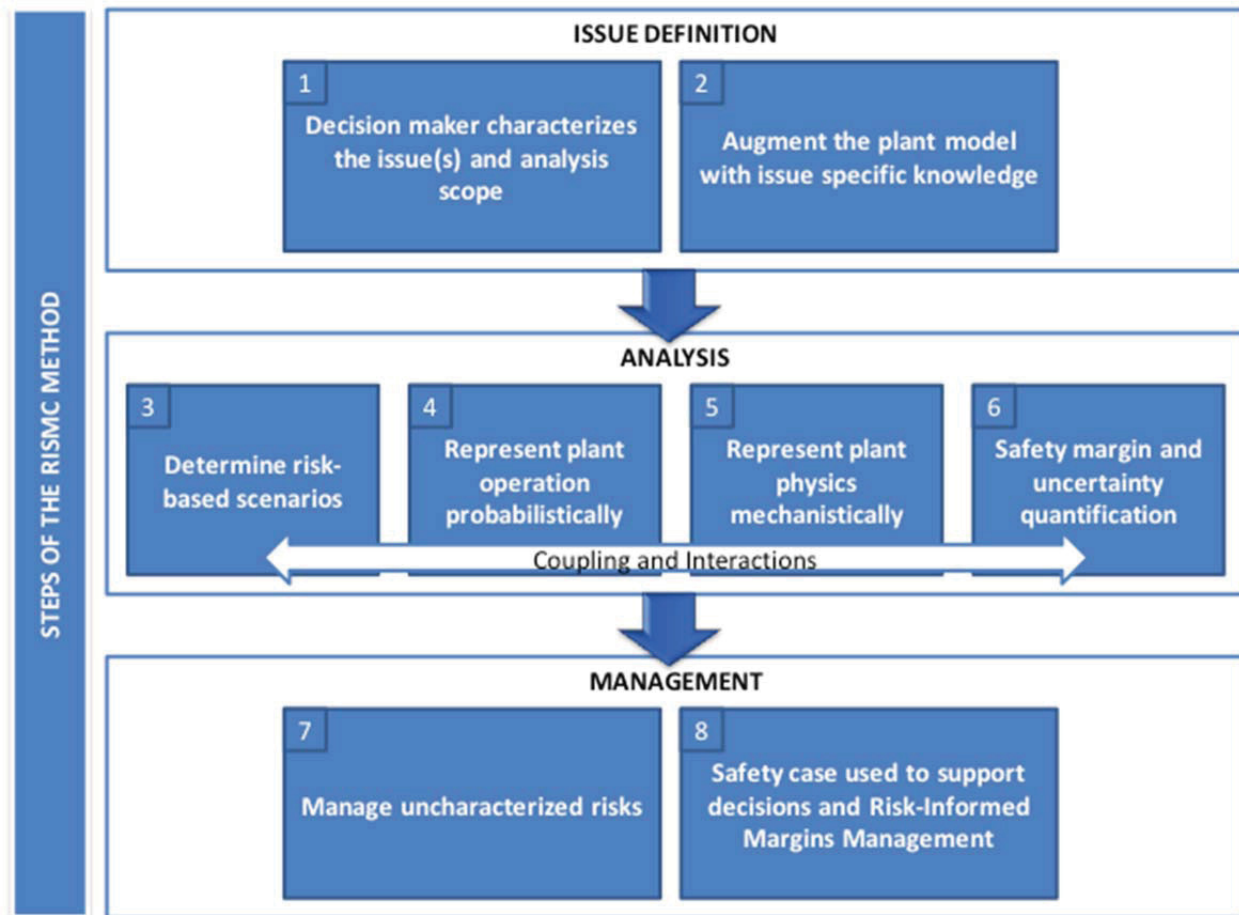 STEPS OF THE RISMC METHOD
ISSUE DEFINITION
1
Decision maker characterizes
the issue(s) and analysis
scope
2
Augment the plant model
with issue specific knowledge
ANALYSIS
3
Determine risk-
based scenarios
4
Represent plant
operation
probabilistically
5
Represent plant
physics
mechanistically
6
Safety margin and
uncertainty
quantification
Coupling and Interactions
MANAGEMENT
7
Manage uncharacterized risks
8
Safety case used to support
decisions and Risk-Informed
Margins Management